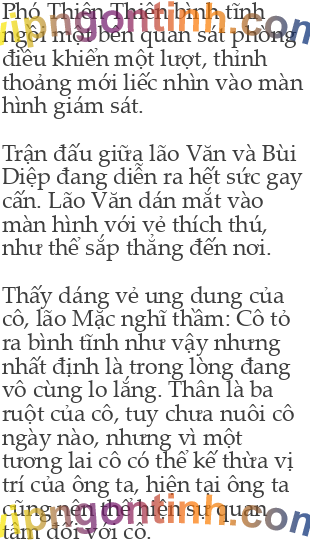 Phó Thiên Thiên bình tĩnh
ngồi một bên quan sát phòng
điều khiển một lượt, thỉnh
thoảng mới liếc nhìn vào màn
hình giám sát.
Trận đấu giữa lão Văn và Bùi
Diệp đang diễn ra hết sức gay
cấn. Lão Văn dán mắt vào
màn hình với vẻ thích thú,
như thể sắp thắng đến nơi.
Thấy dáng vẻ ung dung của
cô, lão Mặc nghĩ thầm: Cô tỏ
ra bình tĩnh như vậy nhưng
nhất định là trong lòng đang
vô cùng lo lắng. Thân là ba
ruột của cô, tuy chưa nuôi cô
ngày nào, nhưng vì một
tương lai cô có thể kế thừa vị
trí của ông ta, hiện tại ông ta
cũng nên thể hiện sự quan
tâm đối với cô.
vipngontinh.com
vipngontinh.com